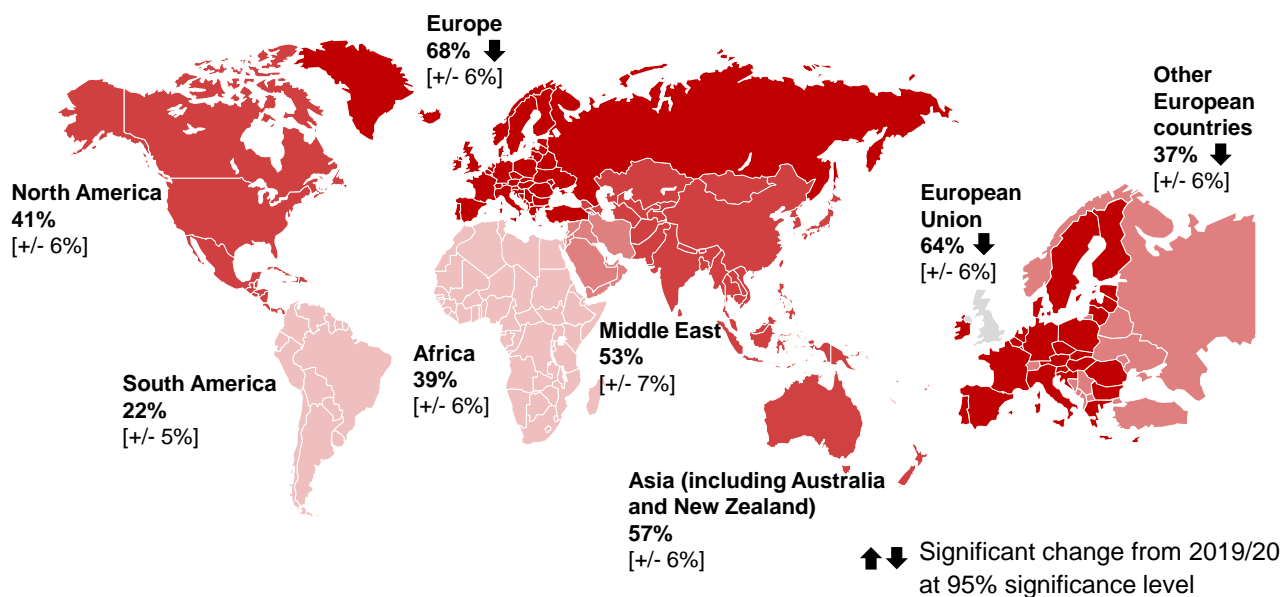 Europe
68%
[+/- 6%]
Other
European
countries
37%
[+/- 6%]
North America
41%
[+/- 6%]
European
Union
64%
[+/- 6%]
Middle East
53%
[+/- 7%]
Africa
39%
[+/- 6%]
South America
22%
[+/- 5%]
Asia (including Australia
and New Zealand)
57%
[+/- 6%]
Significant change from 2019/20
at 95% significance level